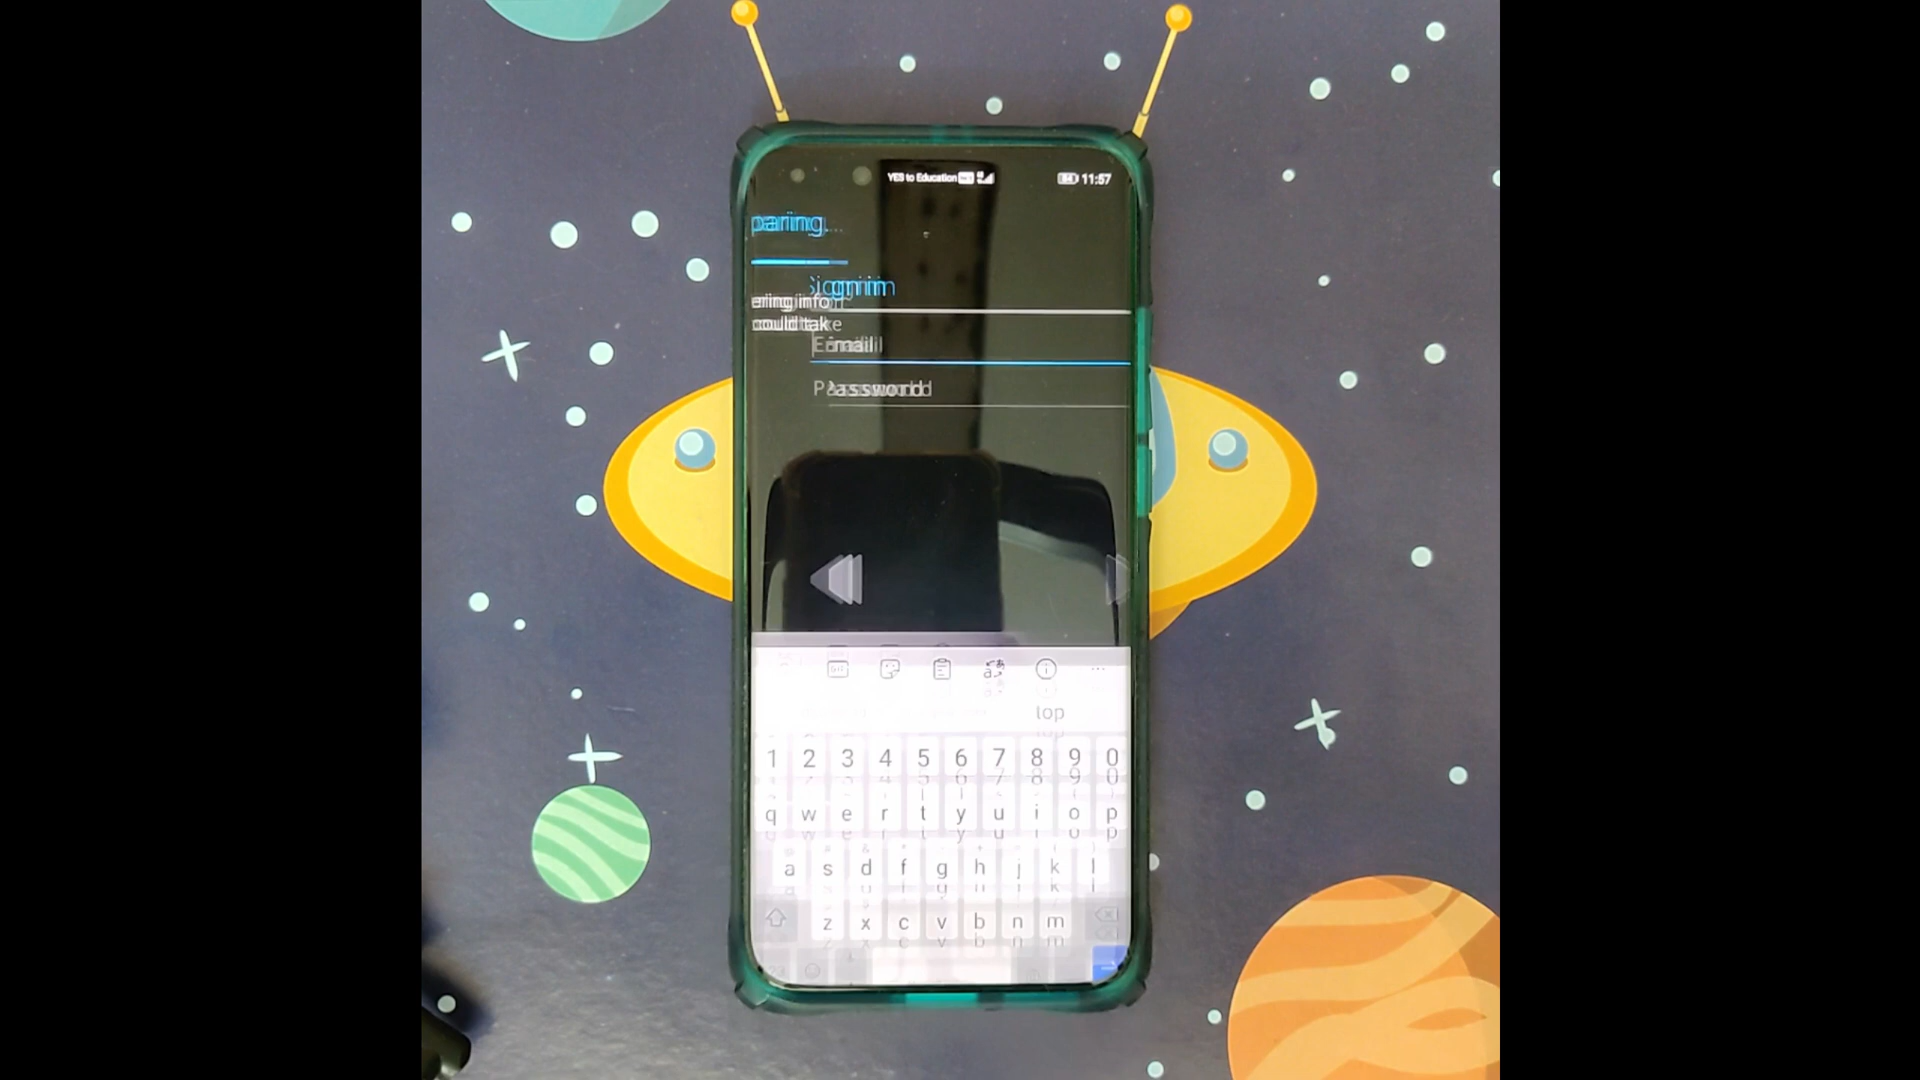 YES to Education 11:57
paring...
Sign in
ering info
could take
Email
Password
GIF
top
1 2 3 4 5 6 7 8 9 0
q w e r t y u i o p
a s d f g h j k l
z x c v b n m